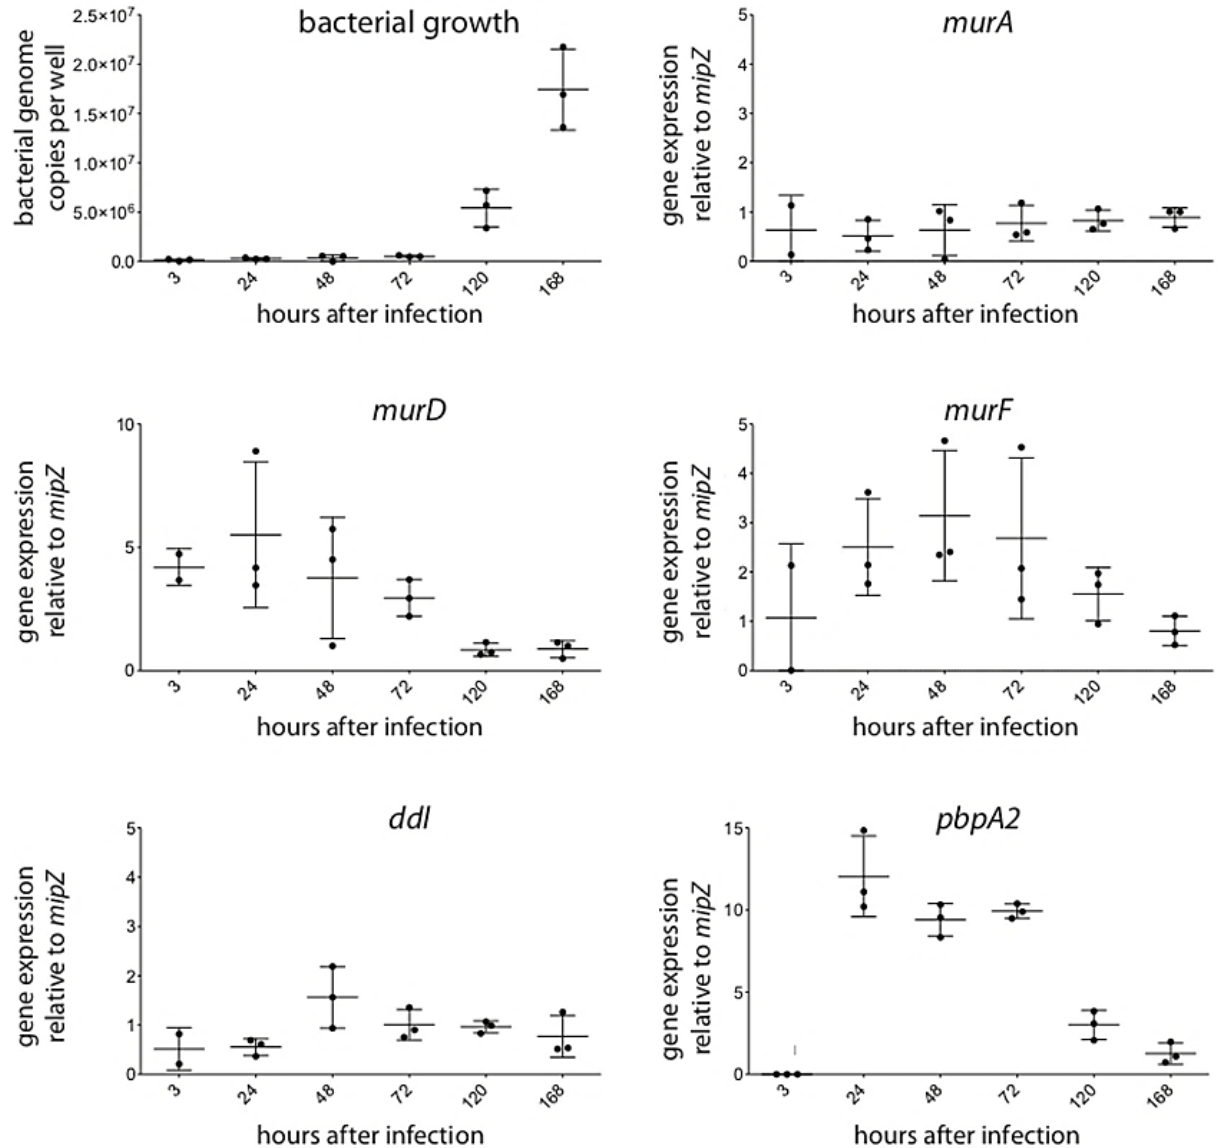 bacterial growth
bacterial genome
copies per well
2.5×10⁷
2.0×10⁷
1.5×10⁷
1.0×10⁷
5.0×10⁶
0.0
3 24 48 72 120 168
hours after infection
murA
gene expression
relative to mipZ
5
4
3
2
1
0
3 24 48 72 120 168
hours after infection
murD
gene expression
relative to mipZ
10
5
0
3 24 48 72 120 168
hours after infection
murF
gene expression
relative to mipZ
5
4
3
2
1
0
3 24 48 72 120 168
hours after infection
ddl
gene expression
relative to mipZ
5
4
3
2
1
0
3 24 48 72 120 168
hours after infection
pbpA2
gene expression
relative to mipZ
15
10
5
0
3 24 48 72 120 168
hours after infection